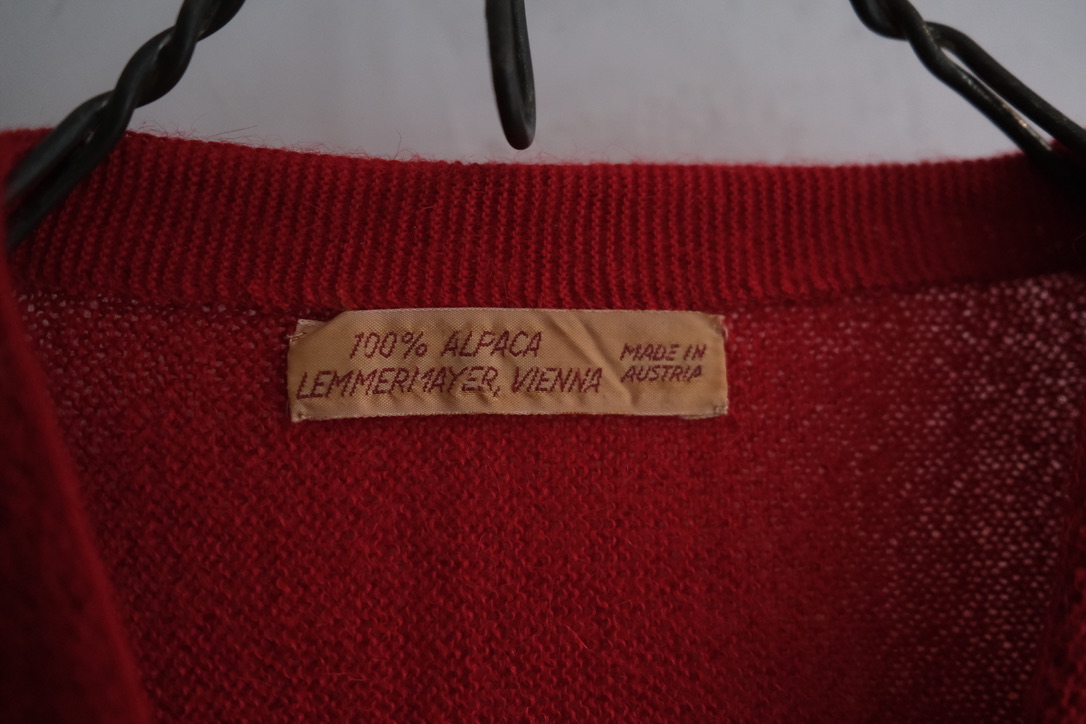 100% ALPACA
LEMMERMAYER, VIENNA
MADE IN
AUSTRIA